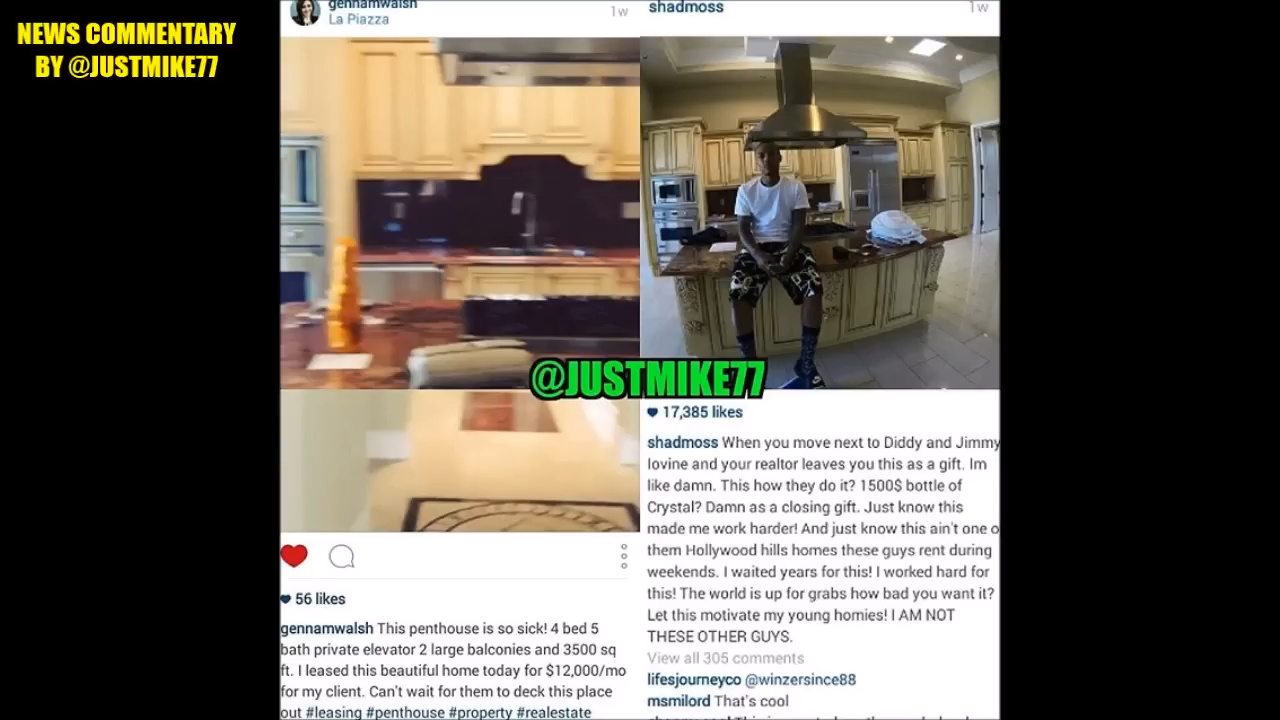 NEWS COMMENTARY
BY @JUSTMIKE77
gennamwalsh
La Piazza
1w
56 likes
gennamwalsh This penthouse is so sick! 4 bed 5
bath private elevator 2 large balconies and 3500 sq
ft. I leased this beautiful home today for $12,000/mo
for my client. Can't wait for them to deck this place
out #leasing #penthouse #property #realestate
shadmoss
1w
@JUSTMIKE77
17,385 likes
shadmoss When you move next to Diddy and Jimmy
Iovine and your realtor leaves you this as a gift. Im
like damn. This how they do it? 1500$ bottle of
Crystal? Damn as a closing gift. Just know this
made me work harder! And just know this ain't one o
them Hollywood hills homes these guys rent during
weekends. I waited years for this! I worked hard for
this! The world is up for grabs how bad you want it?
Let this motivate my young homies! I AM NOT
THESE OTHER GUYS.
View all 305 comments
lifesjourneyco @winzersince88
msmilord That's cool